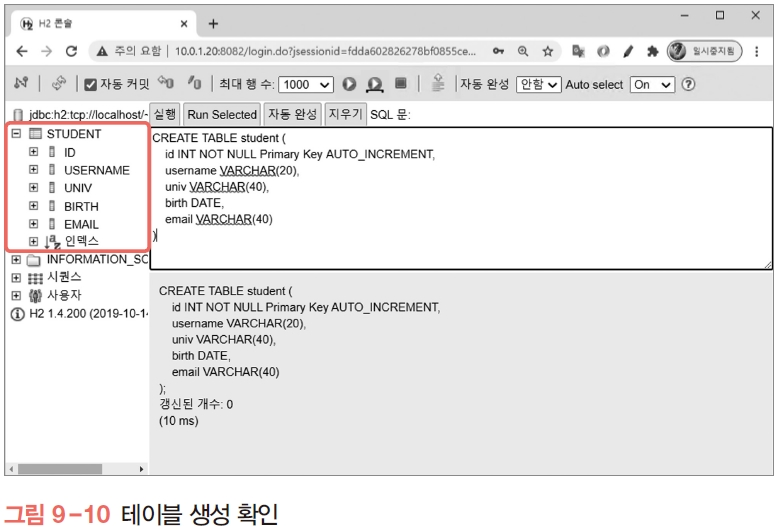 H2 콘솔
주의 요함 | 10.0.1.20:8082/login.do?jsessionid=fdda602826278bf0855ce...
일시중지됨
자동 커밋
최대 행 수: 1000
자동 완성 안함 Auto select On
jdbc:h2:tcp://localhost/~
실행 Run Selected 자동 완성 지우기 SQL 문:
STUDENT
ID
USERNAME
UNIV
BIRTH
EMAIL
인덱스
INFORMATION_SC
시퀀스
사용자
H2 1.4.200 (2019-10-14
CREATE TABLE student (
id INT NOT NULL Primary Key AUTO_INCREMENT,
username VARCHAR(20),
univ VARCHAR(40),
birth DATE,
email VARCHAR(40)
)
CREATE TABLE student (
id INT NOT NULL Primary Key AUTO_INCREMENT,
username VARCHAR(20),
univ VARCHAR(40),
birth DATE,
email VARCHAR(40)
);
갱신된 개수: 0
(10 ms)
그림 9-10 테이블 생성 확인